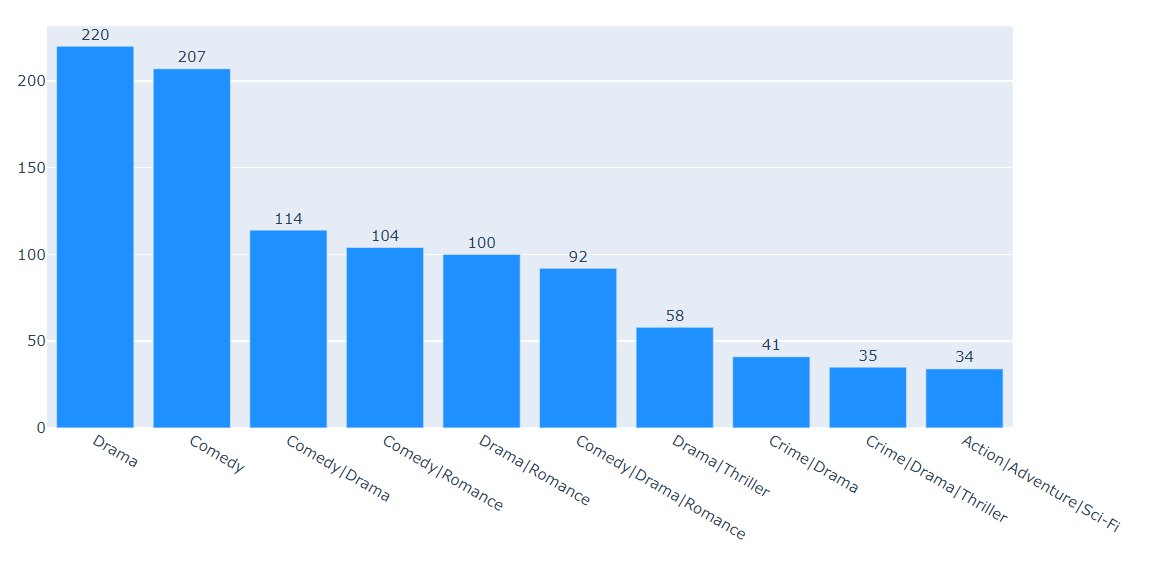 220
207
114
104
100
92
58
41
35
34
200
150
100
50
0
Drama
Comedy
Comedy|Drama
Comedy|Romance
Drama|Romance
Comedy|Drama|Romance
Drama|Thriller
Crime|Drama
Crime|Drama|Thriller
Action|Adventure|Sci-Fi